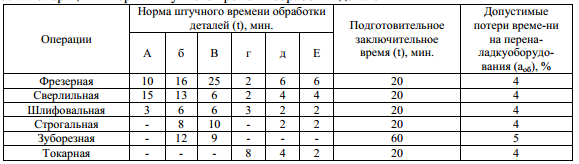 Операции
Норма штучного времени обработки деталей (t), мин.
Подготовительное заключительное время (t), мин.
Допустимые потери време-ни на перена-ладкуоборудо-вания (aоб), %
А б В г д Е
Фрезерная 10 16 25 2 6 6 20 4
Сверлильная 15 13 6 2 4 4 20 4
Шлифовальная 3 6 6 3 2 2 20 4
Строгальная - 8 10 - 2 2 20 4
Зуборезная - 12 9 - - - 60 5
Токарная - - - 8 4 2 20 4